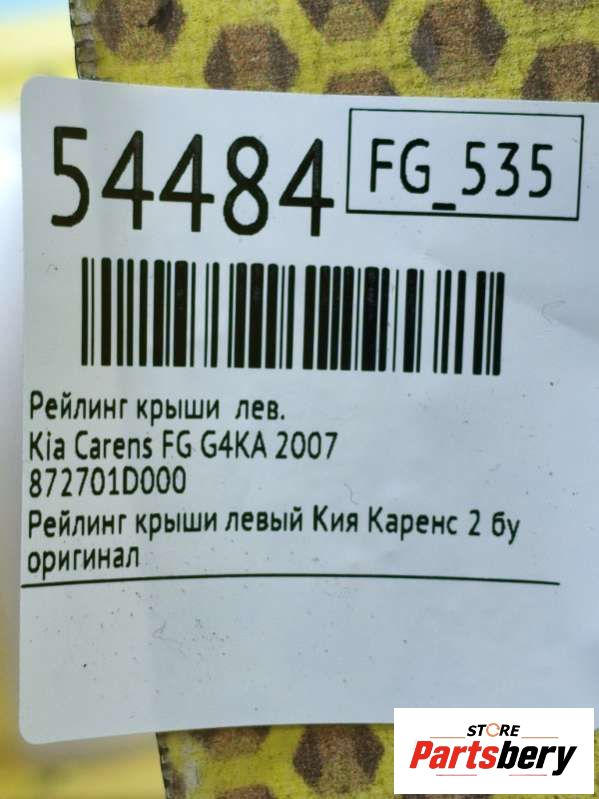 54484
FG_535
Рейлинг крыши лев.
Kia Carens FG G4KA 2007
872701D000
Рейлинг крыши левый Кия Каренс 2 бу
оригинал
STORE
Partsbery